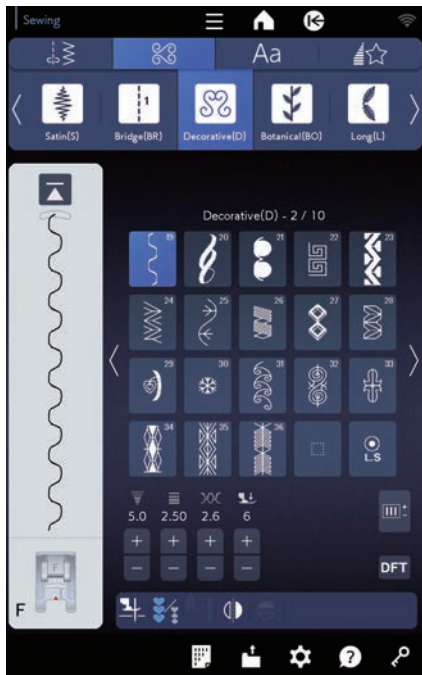 Sewing
Aa
1
Satin(S) Bridge(BR) Decorative(D) Botanical(BO) Long(L)
Decorative(D) - 2 / 10
19 20 21 22 23
24 25 26 27 28
29 30 31 32 33
34 35 36
L.S
5.0 2.50 2.6 6
+ + +
− − −
DFT
F
?